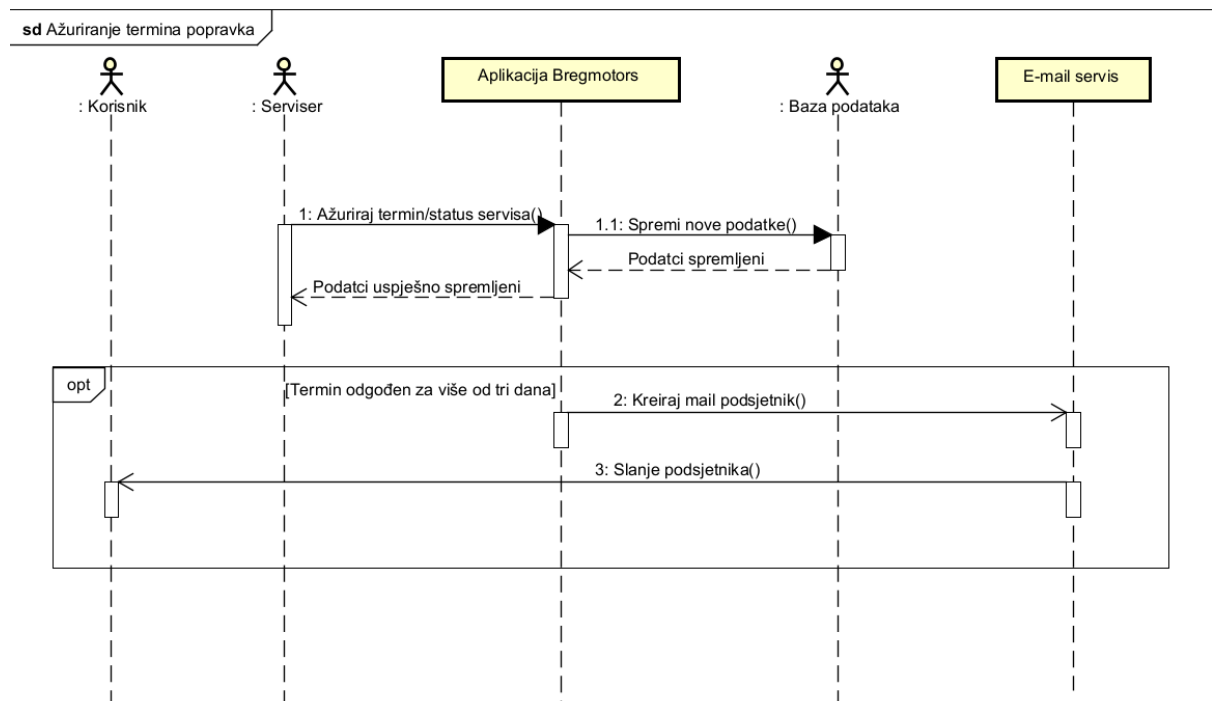 sd Ažuriranje termina popravka
: Korisnik
: Serviser
Aplikacija Bregmotors
: Baza podataka
E-mail servis
1: Ažuriraj termin/status servisa()
1.1: Spremi nove podatke()
Podatci spremljeni
Podatci uspješno spremljeni
opt
[Termin odgođen za više od tri dana]
2: Kreiraj mail podsjetnik()
3: Slanje podsjetnika()